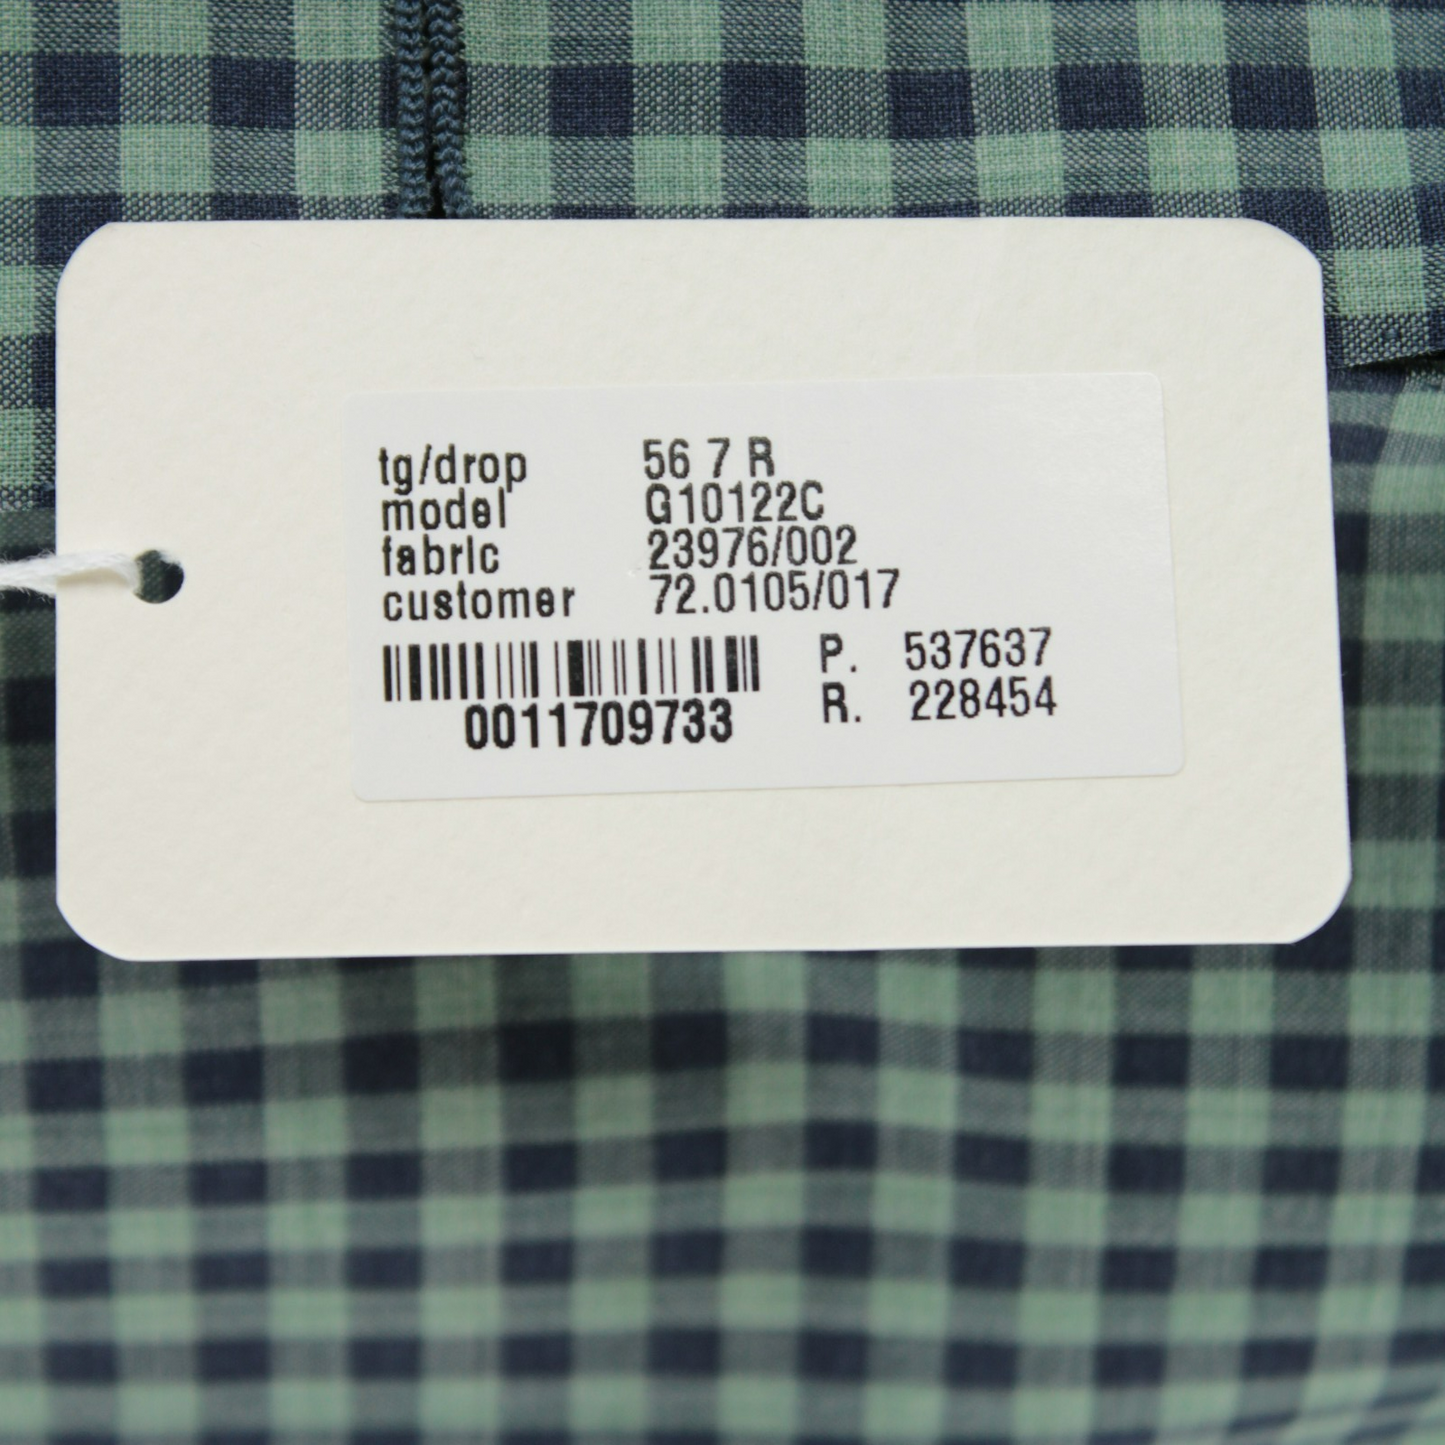 tg/drop 56 7 R
model G10122C
fabric 23976/002
customer 72.0105/017
P. 537637
R. 228454
0011709733